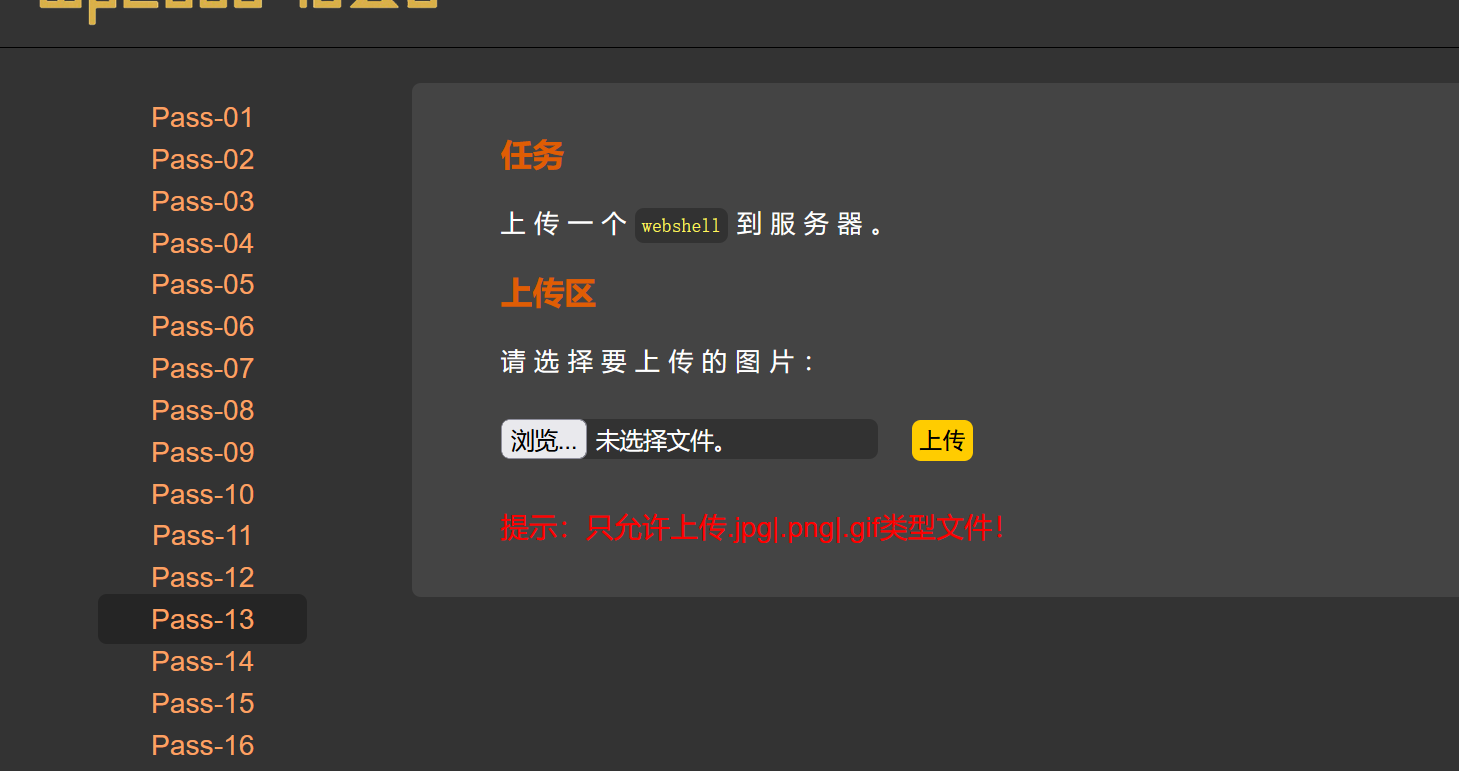 Pass-01
Pass-02
Pass-03
Pass-04
Pass-05
Pass-06
Pass-07
Pass-08
Pass-09
Pass-10
Pass-11
Pass-12
Pass-13
Pass-14
Pass-15
Pass-16
任务
上传一个 webshell 到服务器。
上传区
请选择要上传的图片：
浏览... 未选择文件。 上传
提示：只允许上传.jpg|.png|.gif类型文件！